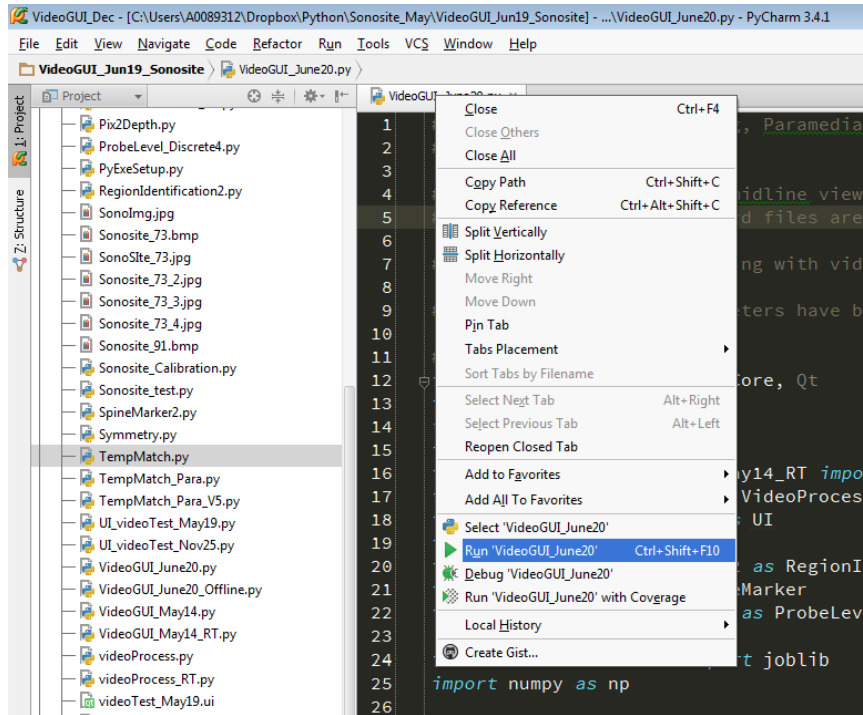 VideoGUI_Dec - [C:\Users\A0089312\Dropbox\Python\Sonosite_May\VideoGUI_Jun19_Sonosite] - ...\VideoGUI_June20.py - PyCharm 3.4.1
File Edit View Navigate Code Refactor Run Tools VCS Window Help
VideoGUI_Jun19_Sonosite VideoGUI_June20.py
1: Project
Z: Structure
Project
Pix2Depth.py
ProbeLevel_Discrete4.py
PyExeSetup.py
RegionIdentification2.py
SonoImg.jpg
Sonosite_73.bmp
SonoSIte_73.jpg
Sonosite_73_2.jpg
Sonosite_73_3.jpg
Sonosite_73_4.jpg
Sonosite_91.bmp
Sonosite_Calibration.py
Sonosite_test.py
SpineMarker2.py
Symmetry.py
TempMatch.py
TempMatch_Para.py
TempMatch_Para_V5.py
UI_videoTest_May19.py
UI_videoTest_Nov25.py
VideoGUI_June20.py
VideoGUI_June20_Offline.py
VideoGUI_May14.py
VideoGUI_May14_RT.py
videoProcess.py
videoProcess_RT.py
videoTest_May19.ui
Close Ctrl+F4
Close Others
Close All
Copy Path Ctrl+Shift+C
Copy Reference Ctrl+Alt+Shift+C
Split Vertically
Split Horizontally
Move Right
Move Down
Pin Tab
Tabs Placement
Sort Tabs by Filename
Select Next Tab Alt+Right
Select Previous Tab Alt+Left
Reopen Closed Tab
Add to Favorites
Add All To Favorites
Select 'VideoGUI_June20'
Run 'VideoGUI_June20' Ctrl+Shift+F10
Debug 'VideoGUI_June20'
Run 'VideoGUI_June20' with Coverage
Local History
Create Gist...
1 , Paramedia
2
3
4 idline view
5 d files are
6
7 ng with vid
8
9 ters have b
10
11
12 ore, Qt
13
14
15
16 y14_RT impo
17 VideoProces
18 UI
19
20 as RegionI
21 eMarker
22 as ProbeLev
23
24 t joblib
25 import numpy as np
26